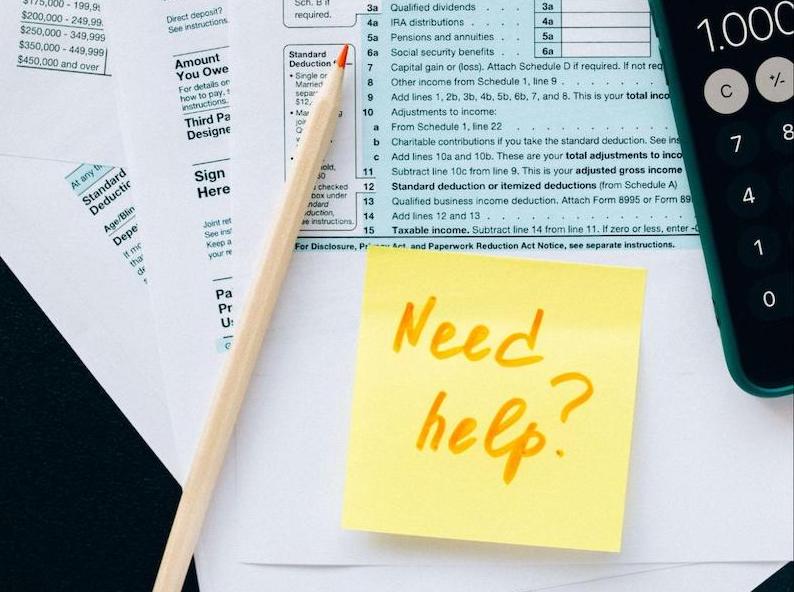 $175,000 - 199,9
$200,000 - 249,99
$250,000 - 349,999
$350,000 - 449,999
$450,000 and over
At any ti
Standard
Deductic
Age/Blin
Depe
If mo
tha
Direct deposit?
See instructions.
Amount
You Owe
For details on
how to pay, s
instructions.
Third Pa
Designe
Sign
Here
Joint ret
See inst
Keep a
your re
Pa
Pr
Us
G
Sch. B if
required.
Standard
Deduction f
• Single or
Married
separ
$12,
• Ma
join
Q
w
$
hold,
50
checked
box under
andard
duction,
e instructions.
3a Qualified dividends . 3a
4a IRA distributions . 4a
5a Pensions and annuities . 5a
6a Social security benefits . 6a
7 Capital gain or (loss). Attach Schedule D if required. If not req
8 Other income from Schedule 1, line 9 .
9 Add lines 1, 2b, 3b, 4b, 5b, 6b, 7, and 8. This is your total inco
10 Adjustments to income:
a From Schedule 1, line 22
b Charitable contributions if you take the standard deduction. See ins
c Add lines 10a and 10b. These are your total adjustments to inco
11 Subtract line 10c from line 9. This is your adjusted gross income
12 Standard deduction or itemized deductions (from Schedule A)
13 Qualified business income deduction. Attach Form 8995 or Form 89
14 Add lines 12 and 13
15 Taxable income. Subtract line 14 from line 11. If zero or less, enter -0
For Disclosure, Pr Act, and Paperwork Reduction Act Notice, see separate instructions.
Need
help?
1.000
C +/-
7 8
4
1
0